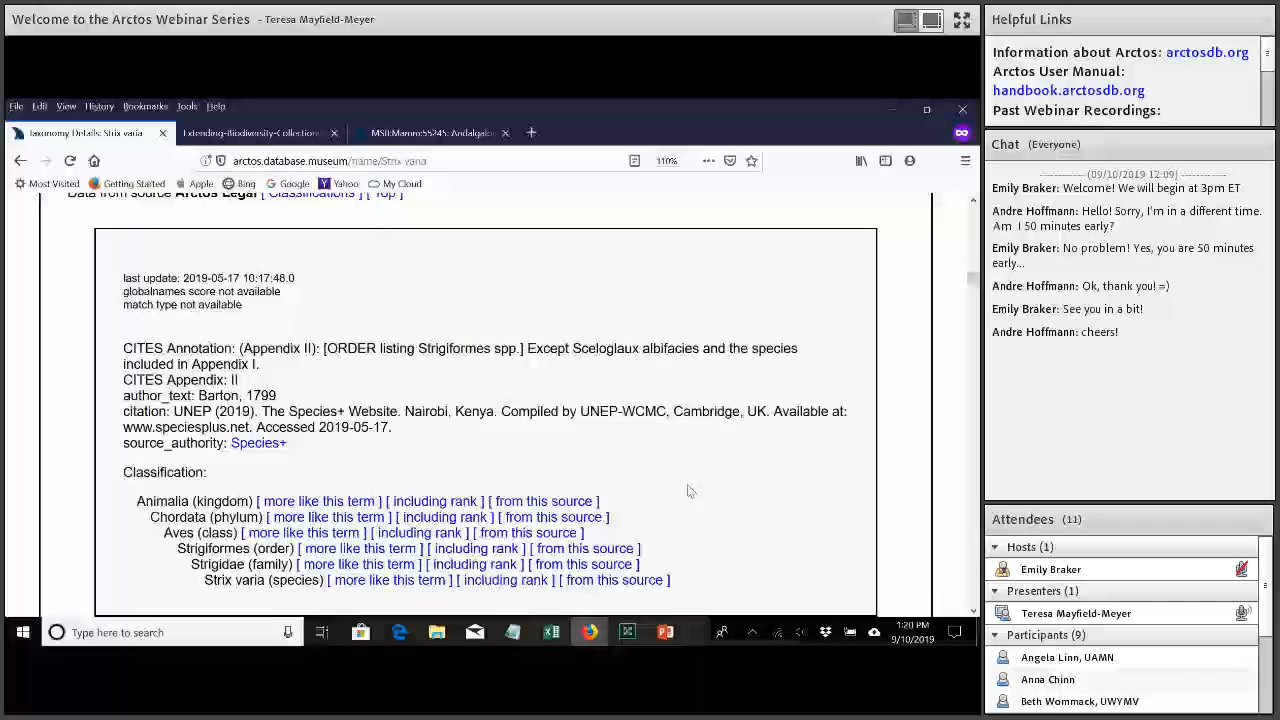 Welcome to the Arctos Webinar Series - Teresa Mayfield-Meyer
File Edit View History Bookmarks Tools Help
Taxonomy Details: Strix varia
Extending-Biodiversity-Collection
MSB:Mamm:55245: Andalgalo
arctos.database.museum/name/Strix varia
110%
Most Visited Getting Started Apple Bing Google Yahoo My Cloud
Data from source Arctos Legal [ Classifications ] [ Top ]
last update: 2019-05-17 10:17:48.0
globalnames score not available
match type not available
CITES Annotation: (Appendix II): [ORDER listing Strigiformes spp.] Except Sceloglaux albifacies and the species
included in Appendix I.
CITES Appendix: II
author_text: Barton, 1799
citation: UNEP (2019). The Species+ Website. Nairobi, Kenya. Compiled by UNEP-WCMC, Cambridge, UK. Available at:
www.speciesplus.net. Accessed 2019-05-17.
source_authority: Species+
Classification:
Animalia (kingdom) [ more like this term ] [ including rank ] [ from this source ]
Chordata (phylum) [ more like this term ] [ including rank ] [ from this source ]
Aves (class) [ more like this term ] [ including rank ] [ from this source ]
Strigiformes (order) [ more like this term ] [ including rank ] [ from this source ]
Strigidae (family) [ more like this term ] [ including rank ] [ from this source ]
Strix varia (species) [ more like this term ] [ including rank ] [ from this source ]
Type here to search
1:20 PM
9/10/2019
Helpful Links
Information about Arctos: arctosdb.org
Arctos User Manual:
handbook.arctosdb.org
Past Webinar Recordings:
Chat (Everyone)
------------- (09/10/2019 12:09) -------------
Emily Braker: Welcome! We will begin at 3pm ET
Andre Hoffmann: Hello! Sorry, I'm in a different time.
Am I 50 minutes early?
Emily Braker: No problem! Yes, you are 50 minutes
early...
Andre Hoffmann: Ok, thank you! =)
Emily Braker: See you in a bit!
Andre Hoffmann: cheers!
Attendees (11)
Hosts (1)
Emily Braker
Presenters (1)
Teresa Mayfield-Meyer
Participants (9)
Angela Linn, UAMN
Anna Chinn
Beth Wommack, UWYMV